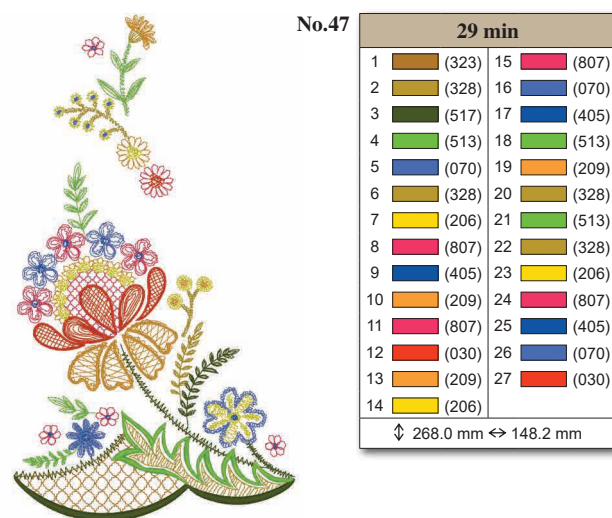 No.47
29 min
1 (323) 15 (807)
2 (328) 16 (070)
3 (517) 17 (405)
4 (513) 18 (513)
5 (070) 19 (209)
6 (328) 20 (328)
7 (206) 21 (513)
8 (807) 22 (328)
9 (405) 23 (206)
10 (209) 24 (807)
11 (807) 25 (405)
12 (030) 26 (070)
13 (209) 27 (030)
14 (206)
↕ 268.0 mm ↔ 148.2 mm